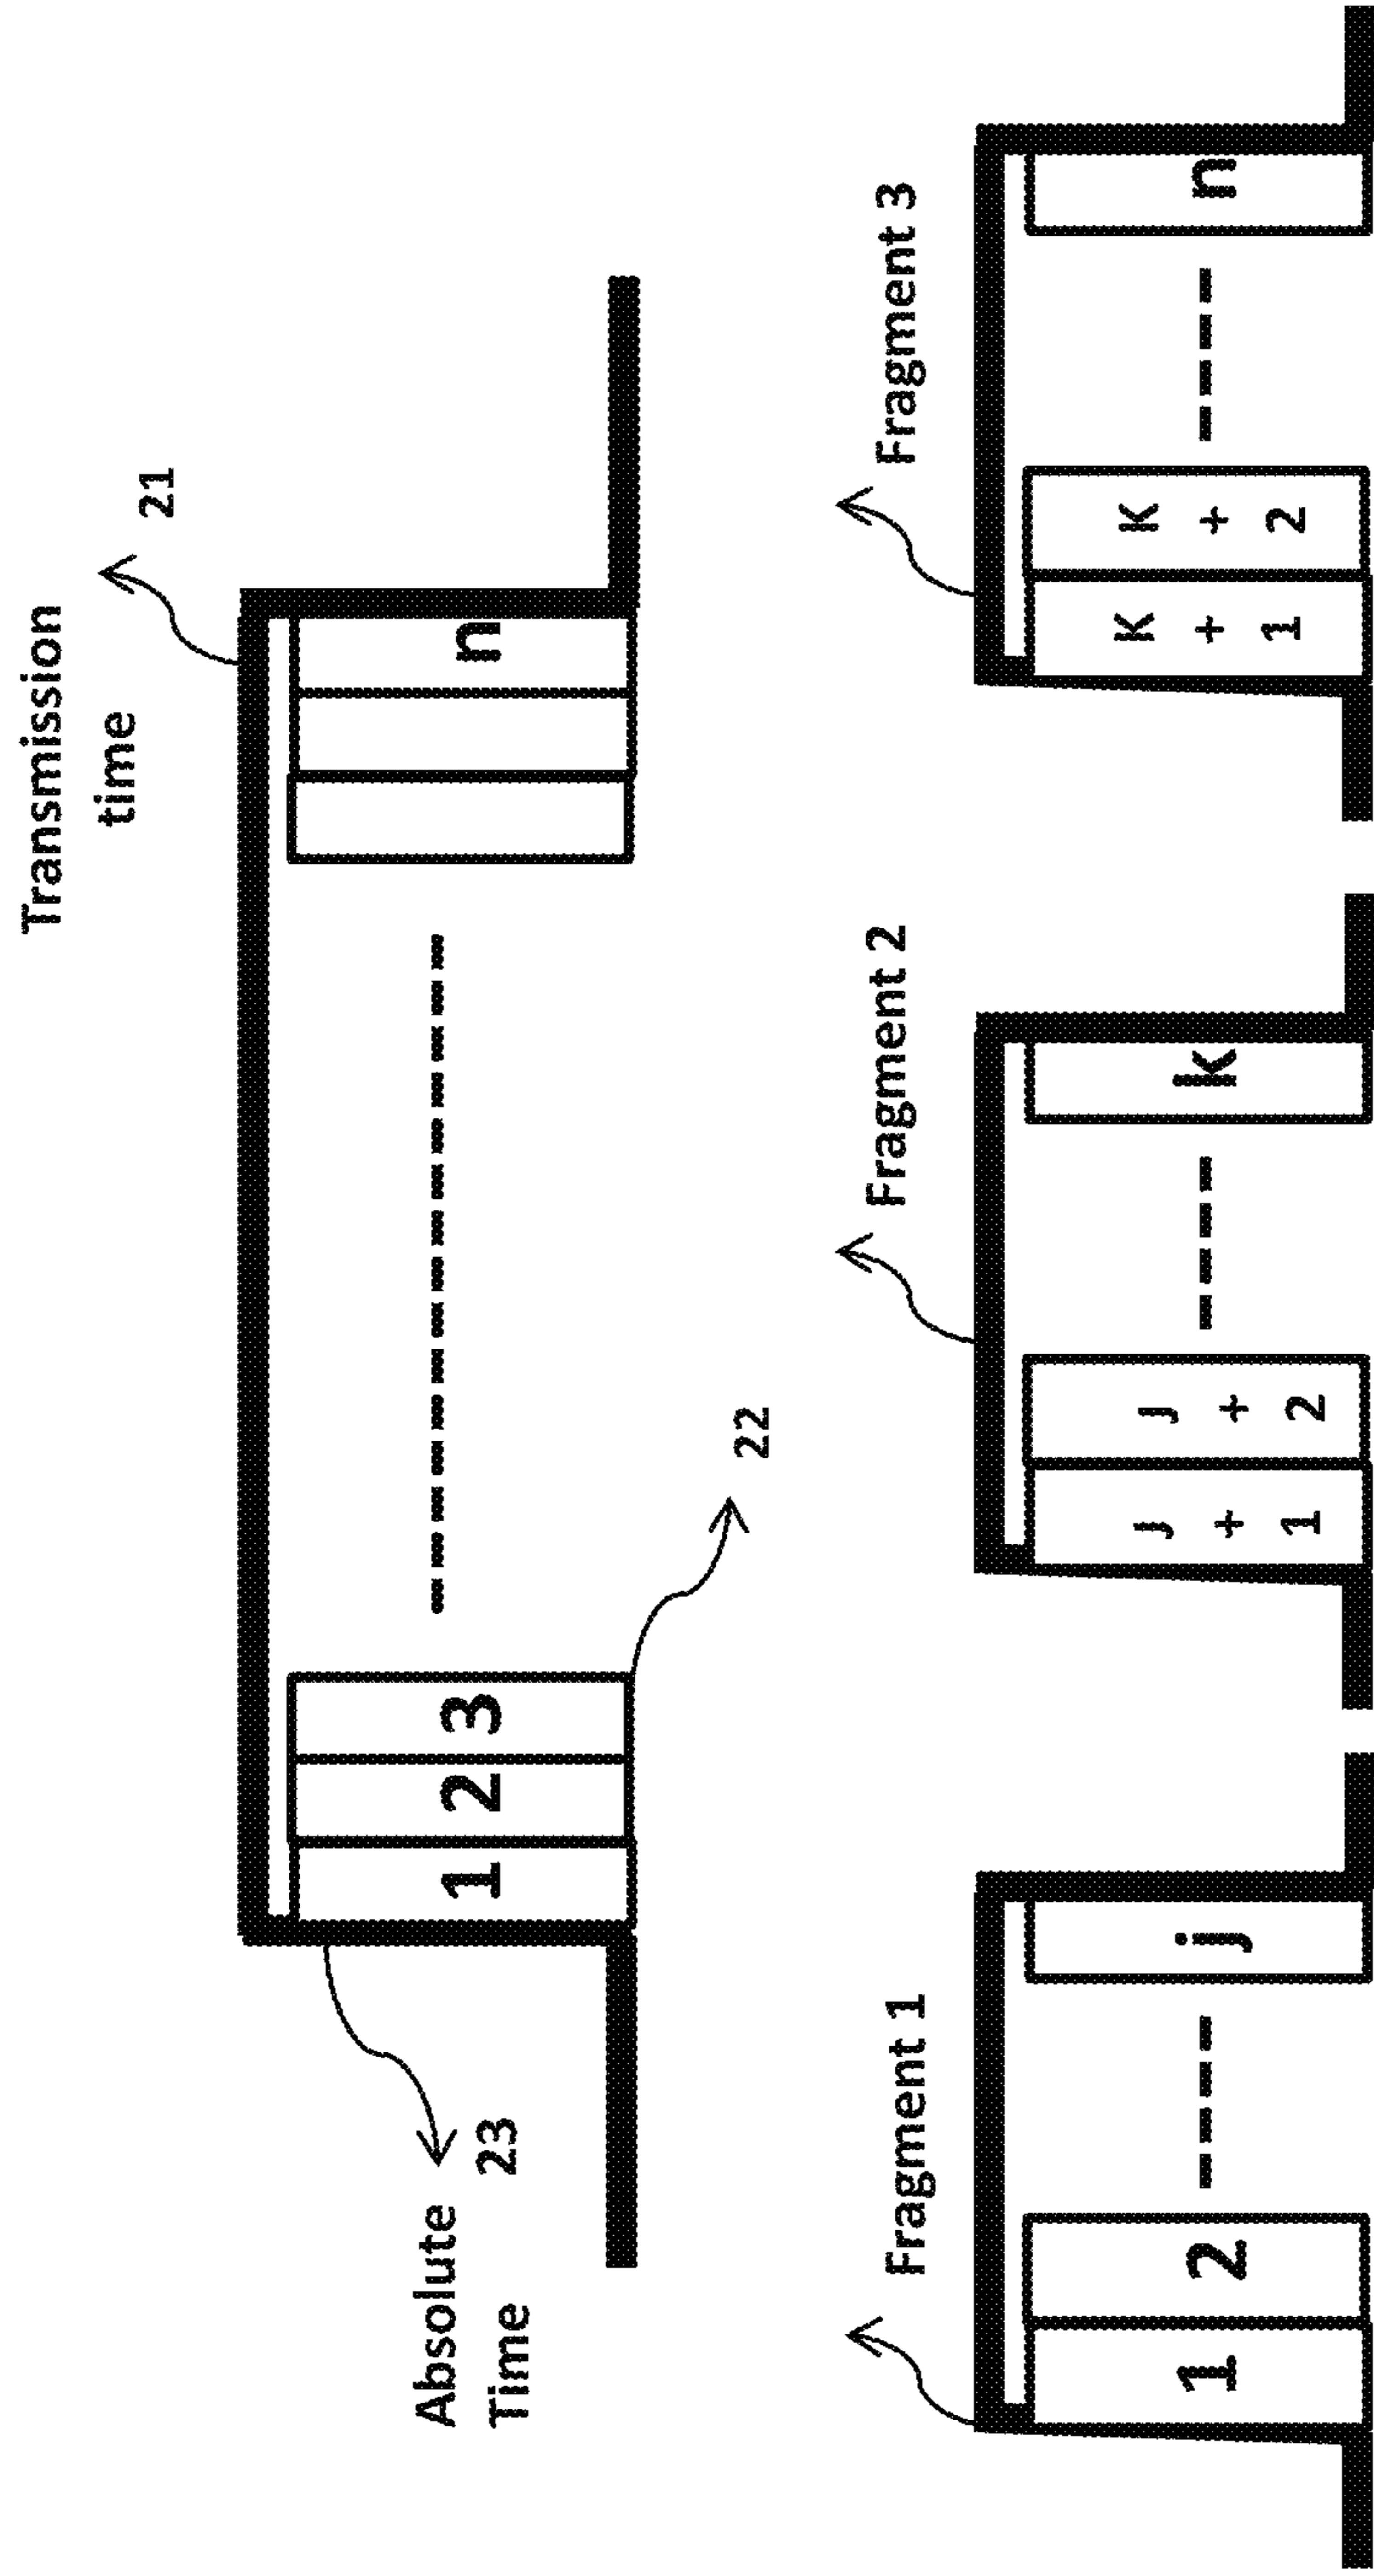 Transmission
time
21
Absolute
Time
23
1 2 3
n
22
Fragment 1
1
2
j
Fragment 2
J
+
1
J
+
2
k
Fragment 3
K
+
1
K
+
2
n